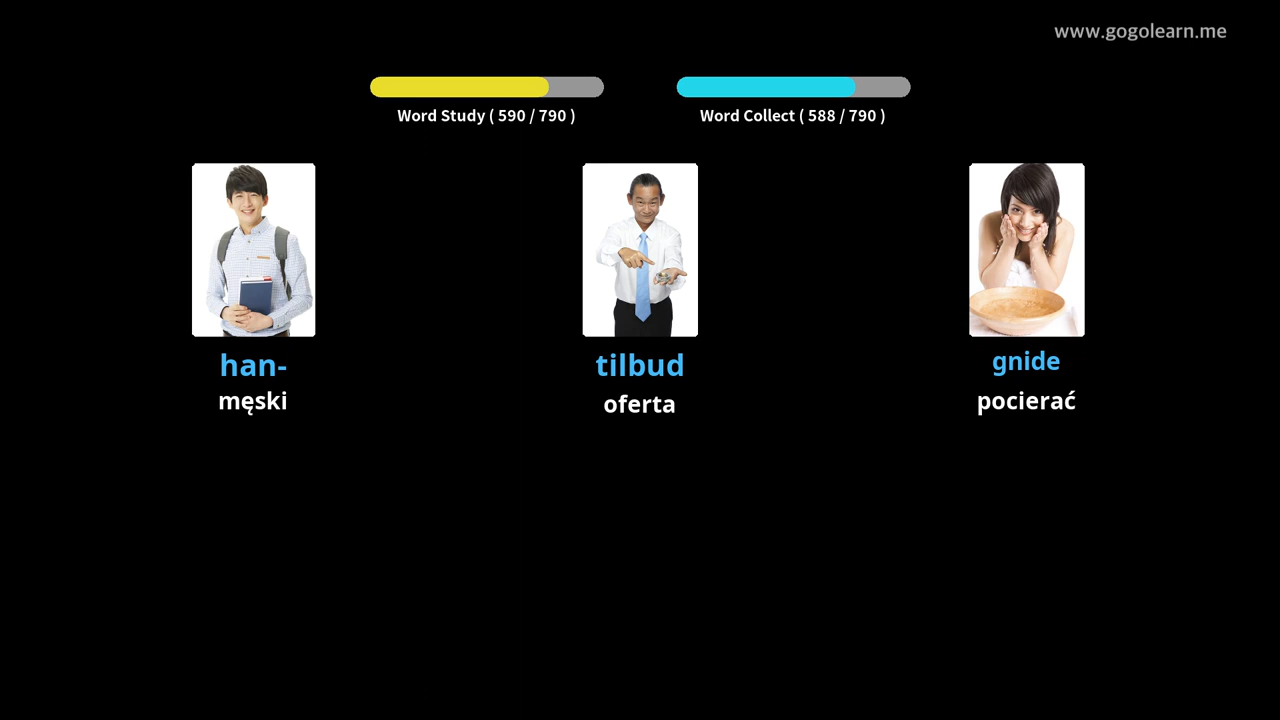 www.gogolearn.me
Word Study ( 590 / 790 )
Word Collect ( 588 / 790 )
han-
męski
tilbud
oferta
gnide
pocierać